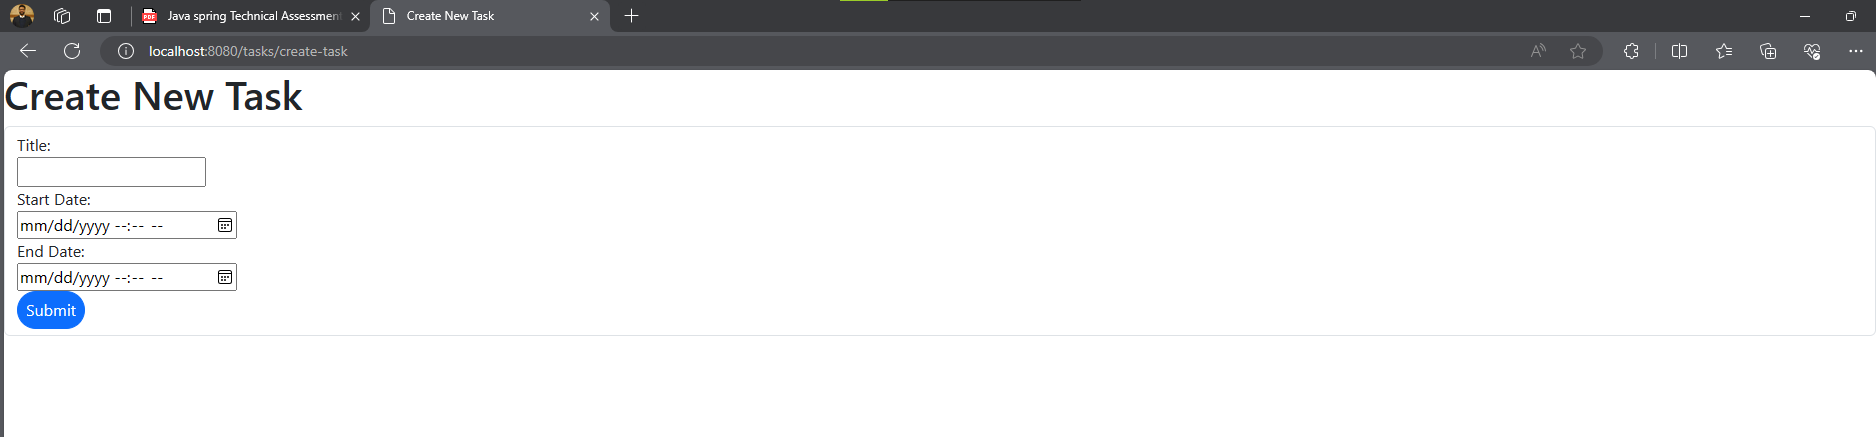 PDF
Java spring Technical Assessment
Create New Task
localhost:8080/tasks/create-task
Create New Task
Title:
Start Date:
mm/dd/yyyy --:-- --
End Date:
mm/dd/yyyy --:-- --
Submit